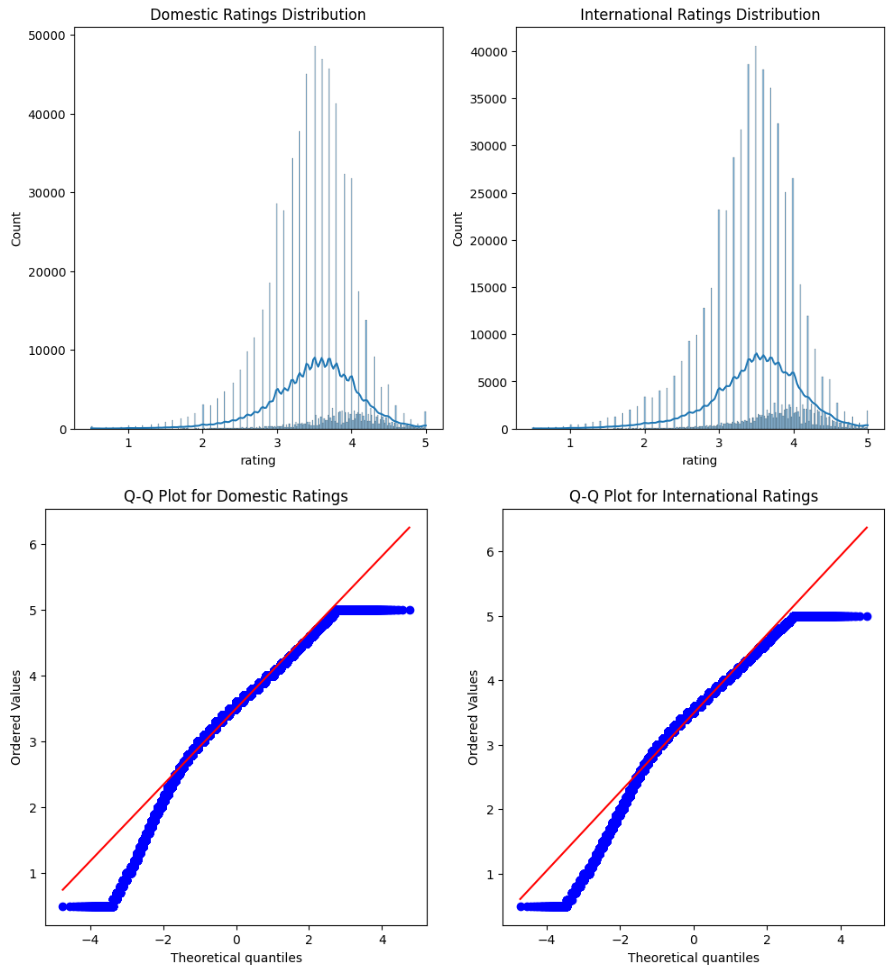 Domestic Ratings Distribution
International Ratings Distribution
50000
40000
30000
20000
10000
0
Count
1 2 3 4 5
rating
40000
35000
30000
25000
20000
15000
10000
5000
0
Count
1 2 3 4 5
rating
Q-Q Plot for Domestic Ratings
Q-Q Plot for International Ratings
6
5
4
3
2
1
Ordered Values
−4 −2 0 2 4
Theoretical quantiles
6
5
4
3
2
1
Ordered Values
−4 −2 0 2 4
Theoretical quantiles